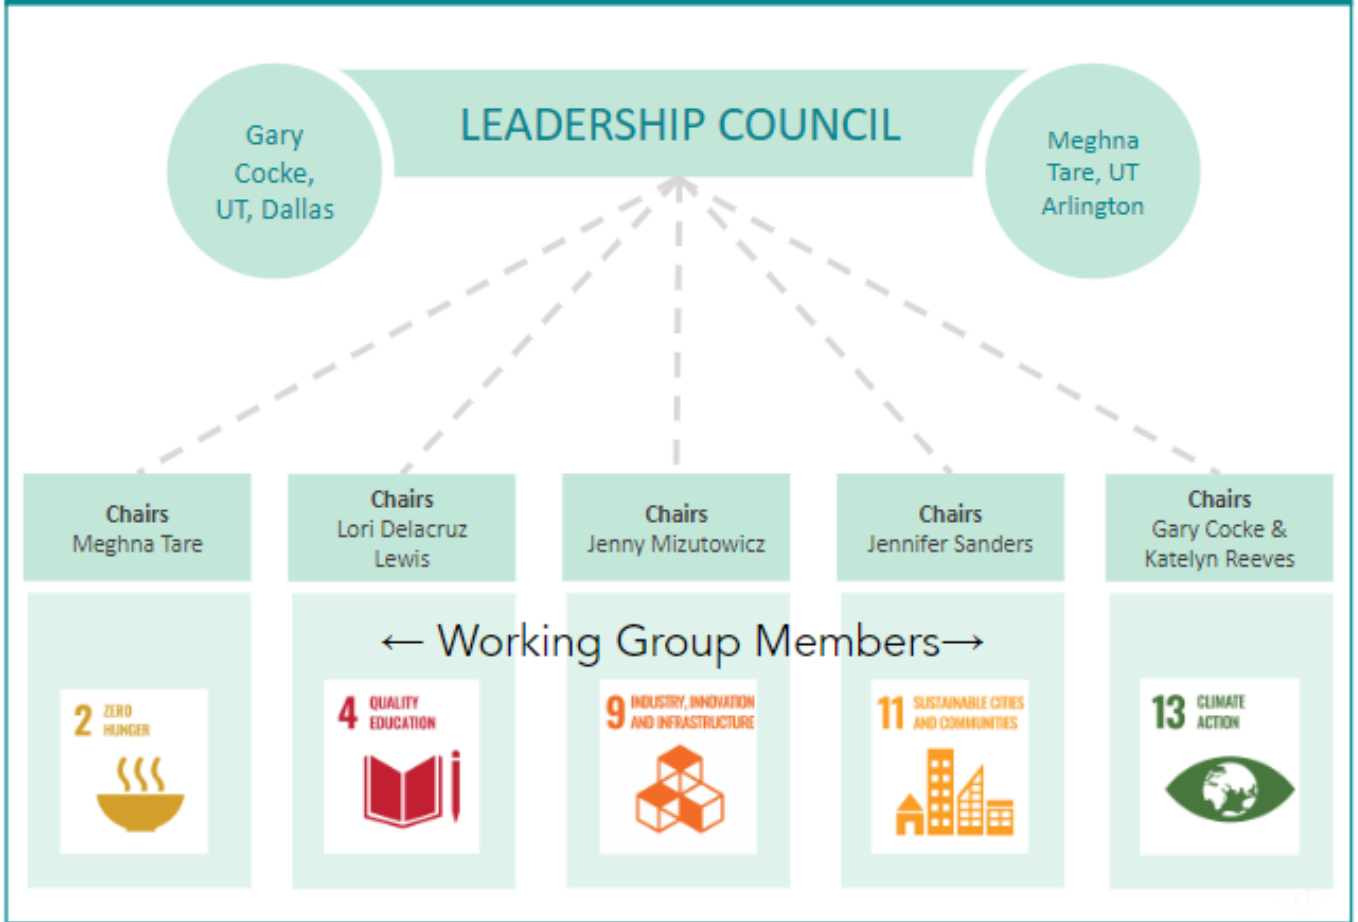 LEADERSHIP COUNCIL
Gary
Cocke,
UT, Dallas
Meghna
Tare, UT
Arlington
Chairs
Meghna Tare
Chairs
Lori Delacruz
Lewis
Chairs
Jenny Mizutowicz
Chairs
Jennifer Sanders
Chairs
Gary Cocke &
Katelyn Reeves
← Working Group Members→
2 ZERO
HUNGER
4 QUALITY
EDUCATION
9 INDUSTRY, INNOVATION
AND INFRASTRUCTURE
11 SUSTAINABLE CITIES
AND COMMUNITIES
13 CLIMATE
ACTION